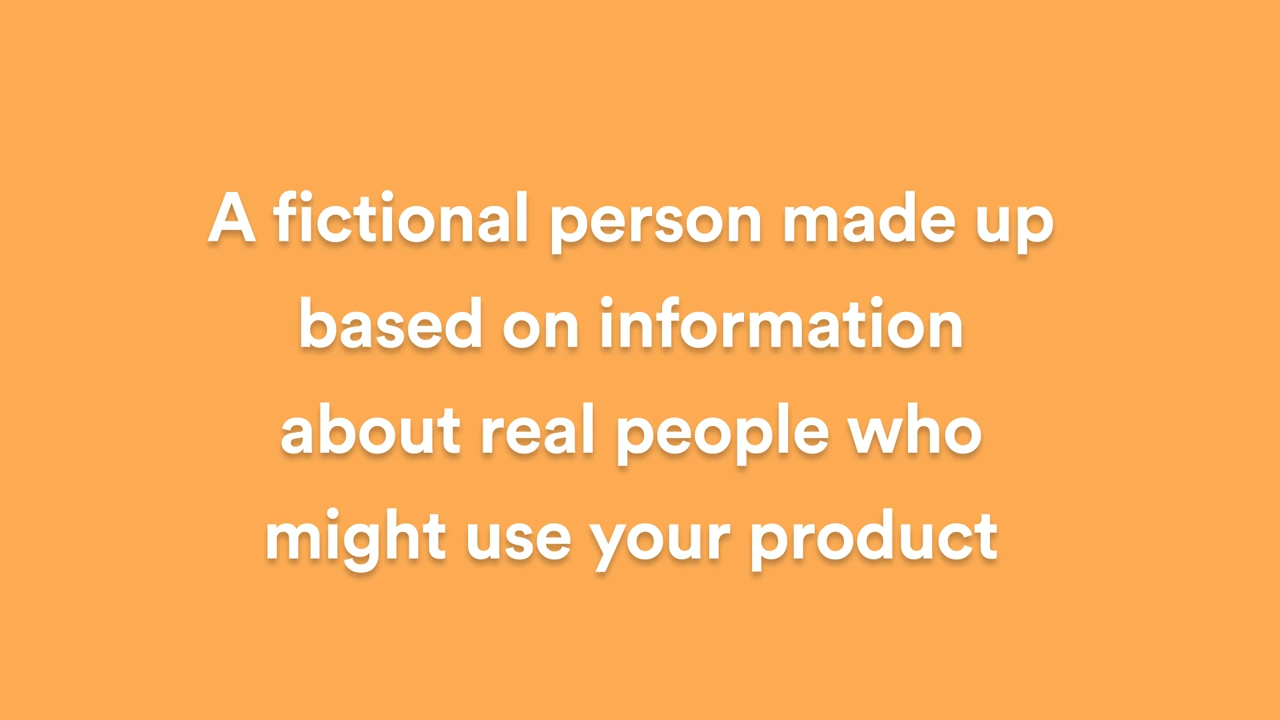 A fictional person made up
based on information
about real people who
might use your product